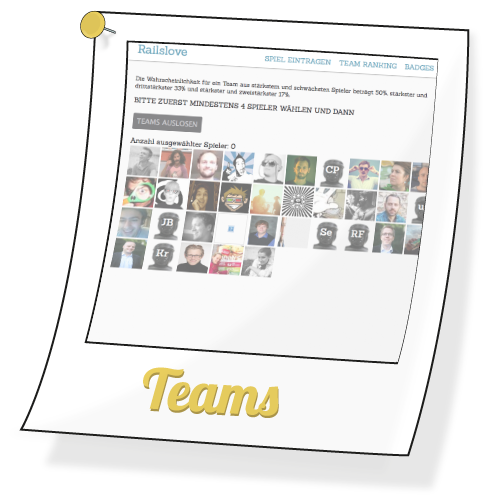 Railslove
SPIEL EINTRAGEN TEAM RANKING BADGES
Die Wahrscheinlichkeit für ein Team aus stärkstem und schwächsten Spieler beträgt 50%, stärkster und
drittstärkster 33% und stärkster und zweistärkster 17%.
BITTE ZUERST MINDESTENS 4 SPIELER WÄHLEN UND DANN
TEAMS AUSLOSEN
Anzahl ausgewählter Spieler: 0
CP
u
JB
Se
RF
Kr
Teams